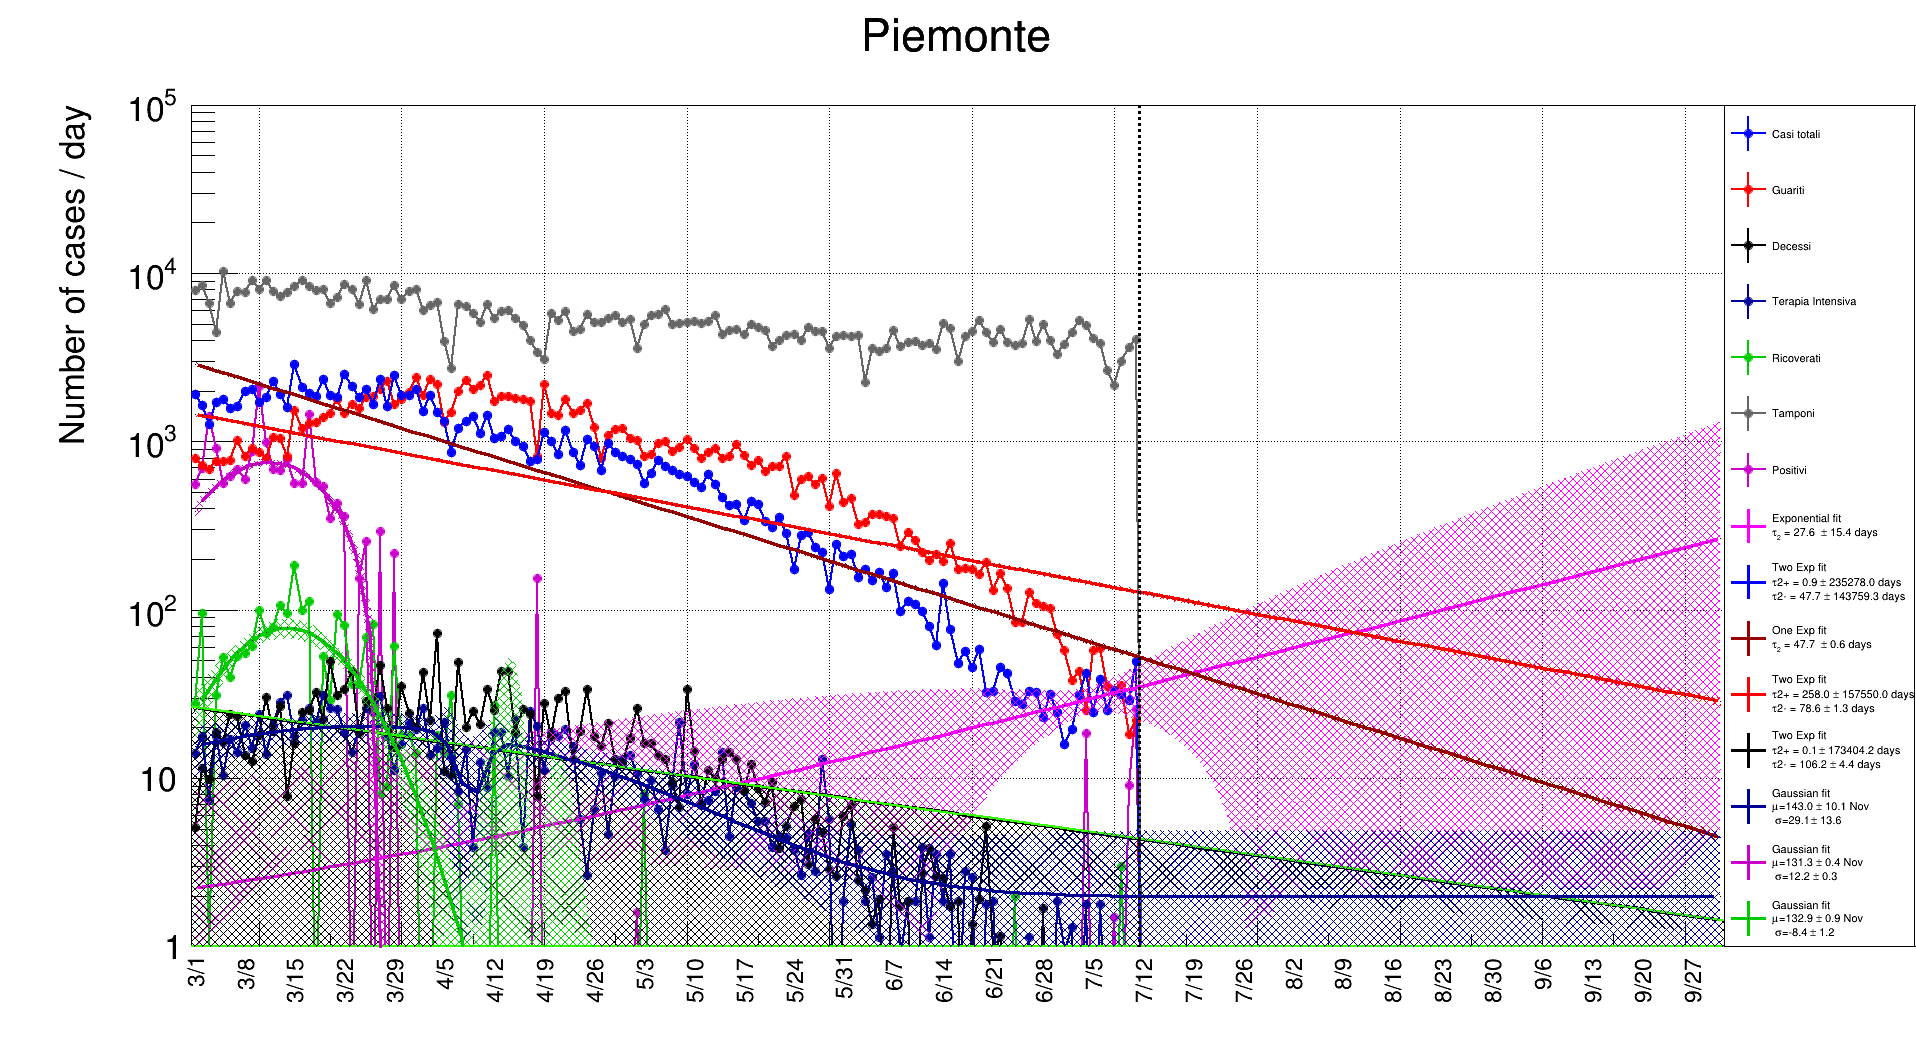 Piemonte
Number of cases / day
10^5
10^4
10^3
10^2
10
1
3/1
3/8
3/15
3/22
3/29
4/5
4/12
4/19
4/26
5/3
5/10
5/17
5/24
5/31
6/7
6/14
6/21
6/28
7/5
7/12
7/19
7/26
8/2
8/9
8/16
8/23
8/30
9/6
9/13
9/20
9/27
Casi totali
Guariti
Decessi
Terapia Intensiva
Ricoverati
Tamponi
Positivi
Exponential fit
τ2 = 27.6 ± 15.4 days
Two Exp fit
τ2+ = 0.9 ± 235278.0 days
τ2- = 47.7 ± 143759.3 days
One Exp fit
τ2 = 47.7 ± 0.6 days
Two Exp fit
τ2+ = 258.0 ± 157550.0 days
τ2- = 78.6 ± 1.3 days
Two Exp fit
τ2+ = 0.1 ± 173404.2 days
τ2- = 106.2 ± 4.4 days
Gaussian fit
μ=143.0 ± 10.1 Nov
σ=29.1 ± 13.6
Gaussian fit
μ=131.3 ± 0.4 Nov
σ=12.2 ± 0.3
Gaussian fit
μ=132.9 ± 0.9 Nov
σ=-8.4 ± 1.2